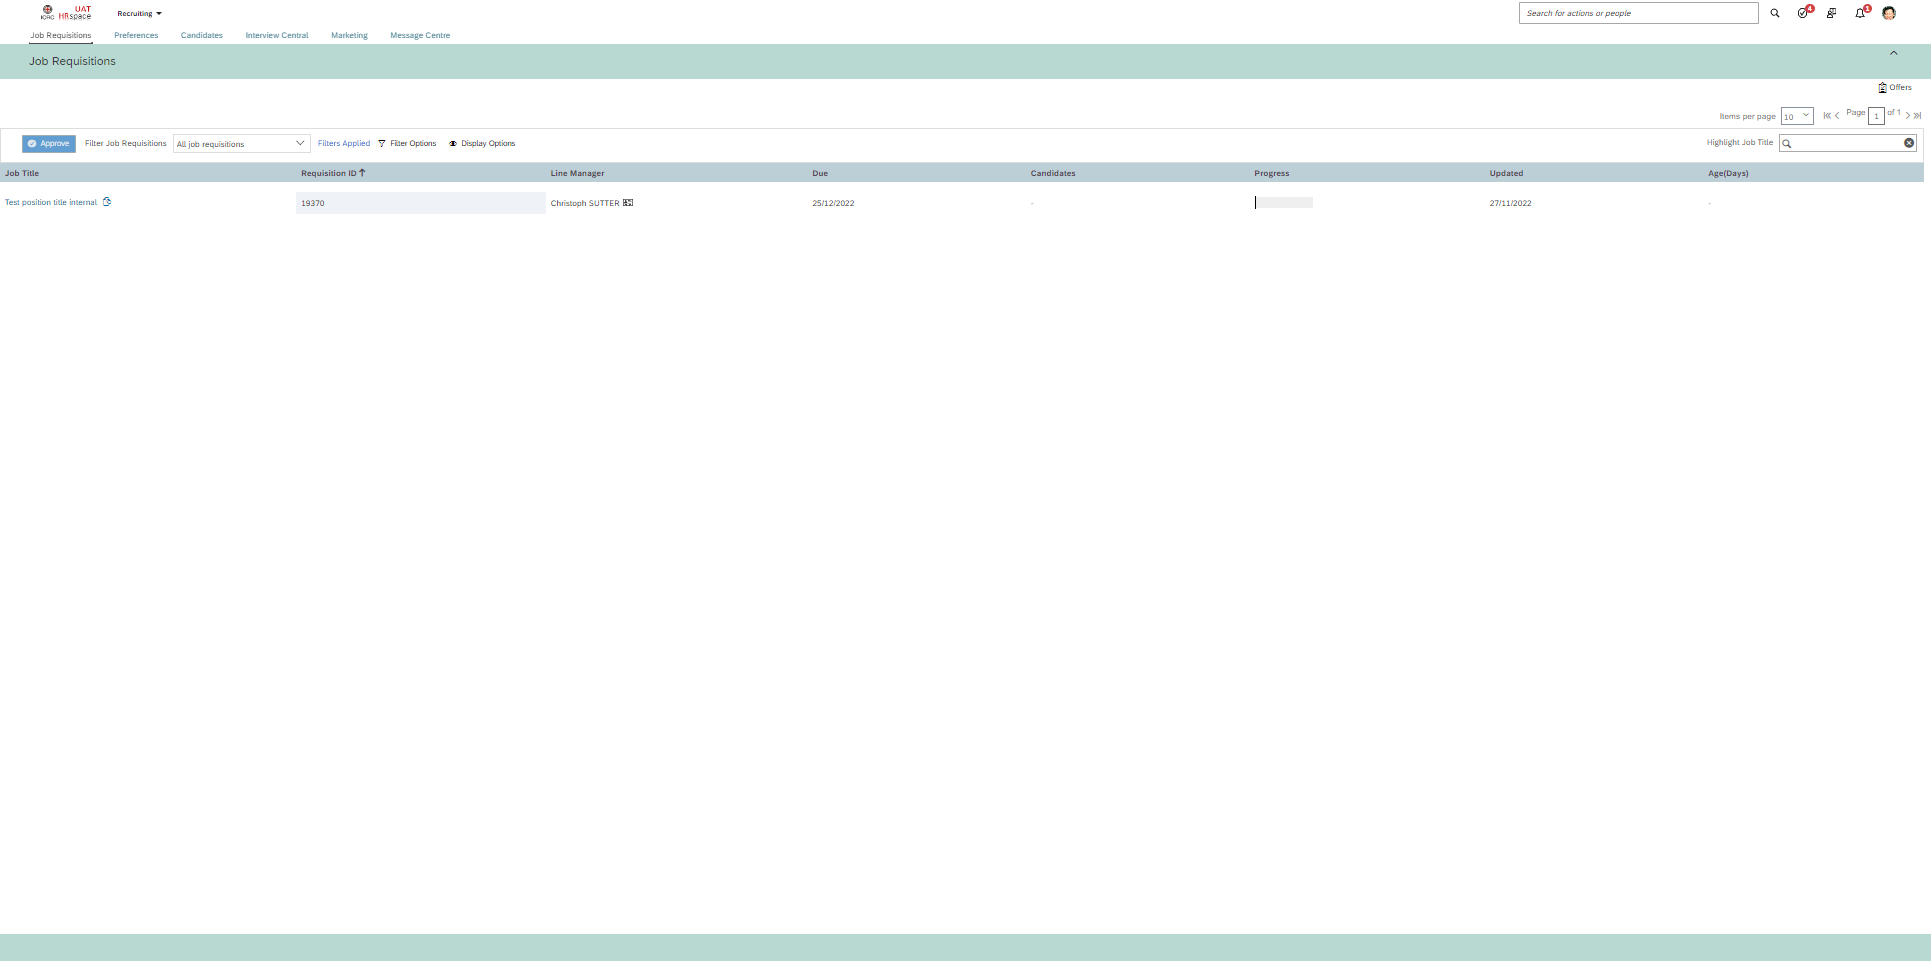 ICRC
UAT
HRspace
Recruiting
Search for actions or people
4
1
Job Requisitions
Preferences
Candidates
Interview Central
Marketing
Message Centre
Job Requisitions
Offers
Items per page 10
Page 1 of 1
Approve
Filter Job Requisitions
All job requisitions
Filters Applied
Filter Options
Display Options
Highlight Job Title
Job Title
Requisition ID
Line Manager
Due
Candidates
Progress
Updated
Age(Days)
Test position title internal
19370
Christoph SUTTER
25/12/2022
-
27/11/2022
-